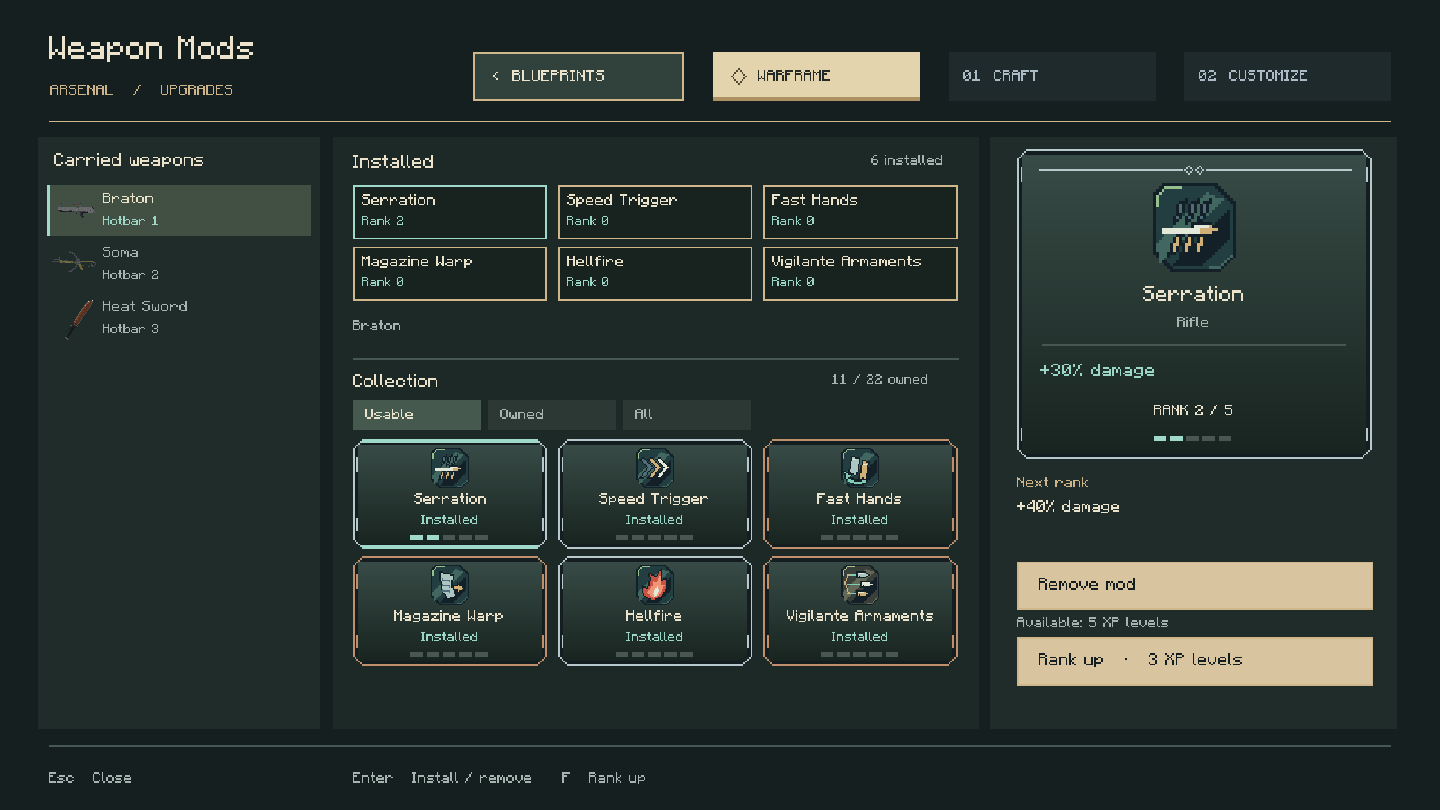 Weapon Mods
ARSENAL / UPGRADES
< BLUEPRINTS
WARFRAME
01 CRAFT
02 CUSTOMIZE
Carried weapons
Braton
Hotbar 1
Soma
Hotbar 2
Heat Sword
Hotbar 3
Installed
6 installed
Serration
Rank 2
Speed Trigger
Rank 0
Fast Hands
Rank 0
Magazine Warp
Rank 0
Hellfire
Rank 0
Vigilante Armaments
Rank 0
Braton
Collection
11 / 22 owned
Usable
Owned
All
Serration
Installed
Speed Trigger
Installed
Fast Hands
Installed
Magazine Warp
Installed
Hellfire
Installed
Vigilante Armaments
Installed
Serration
Rifle
+30% damage
RANK 2 / 5
Next rank
+40% damage
Remove mod
Available: 5 XP levels
Rank up · 3 XP levels
Esc Close
Enter Install / remove F Rank up